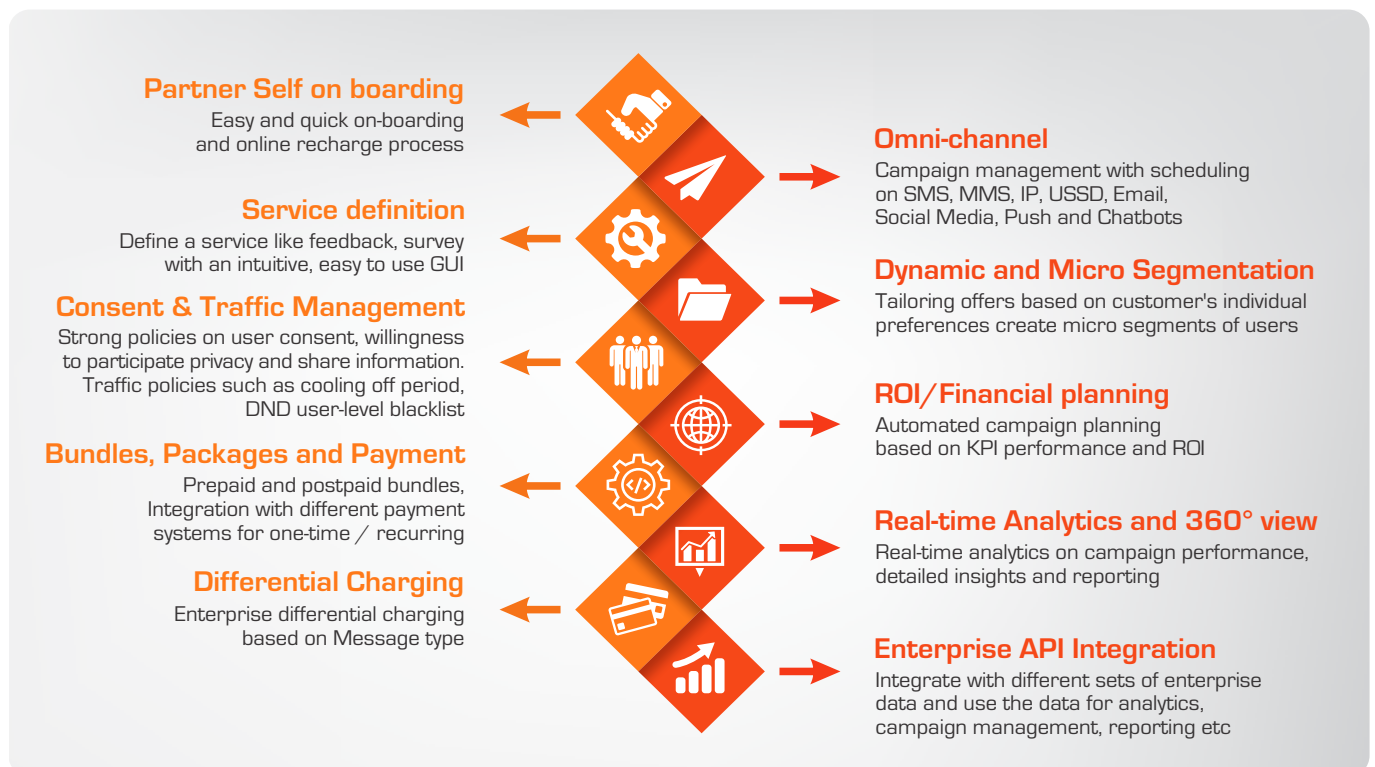 Partner Self on boarding
Easy and quick on-boarding
and online recharge process
Omni-channel
Campaign management with scheduling
on SMS, MMS, IP, USSD, Email,
Social Media, Push and Chatbots
Service definition
Define a service like feedback, survey
with an intuitive, easy to use GUI
Dynamic and Micro Segmentation
Tailoring offers based on customer's individual
preferences create micro segments of users
Consent & Traffic Management
Strong policies on user consent, willingness
to participate privacy and share information.
Traffic policies such as cooling off period,
DND user-level blacklist
ROI/Financial planning
Automated campaign planning
based on KPI performance and ROI
Bundles, Packages and Payment
Prepaid and postpaid bundles,
Integration with different payment
systems for one-time / recurring
</>
Real-time Analytics and 360° view
Real-time analytics on campaign performance,
detailed insights and reporting
Differential Charging
Enterprise differential charging
based on Message type
Enterprise API Integration
Integrate with different sets of enterprise
data and use the data for analytics,
campaign management, reporting etc